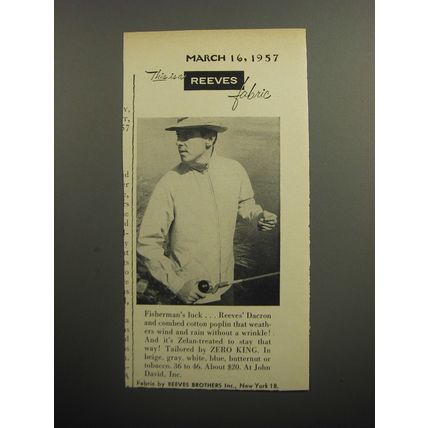 MARCH 16, 1957
This is a REEVES
fabric
Fisherman's luck . . . Reeves' Dacron
and combed cotton poplin that weath-
ers wind and rain without a wrinkle!
And it's Zelan-treated to stay that
way! Tailored by ZERO KING. In
beige, gray, white, blue, butternut or
tobacco. 36 to 46. About $20. At John
David, Inc.
Fabric by REEVES BROTHERS Inc., New York 18.